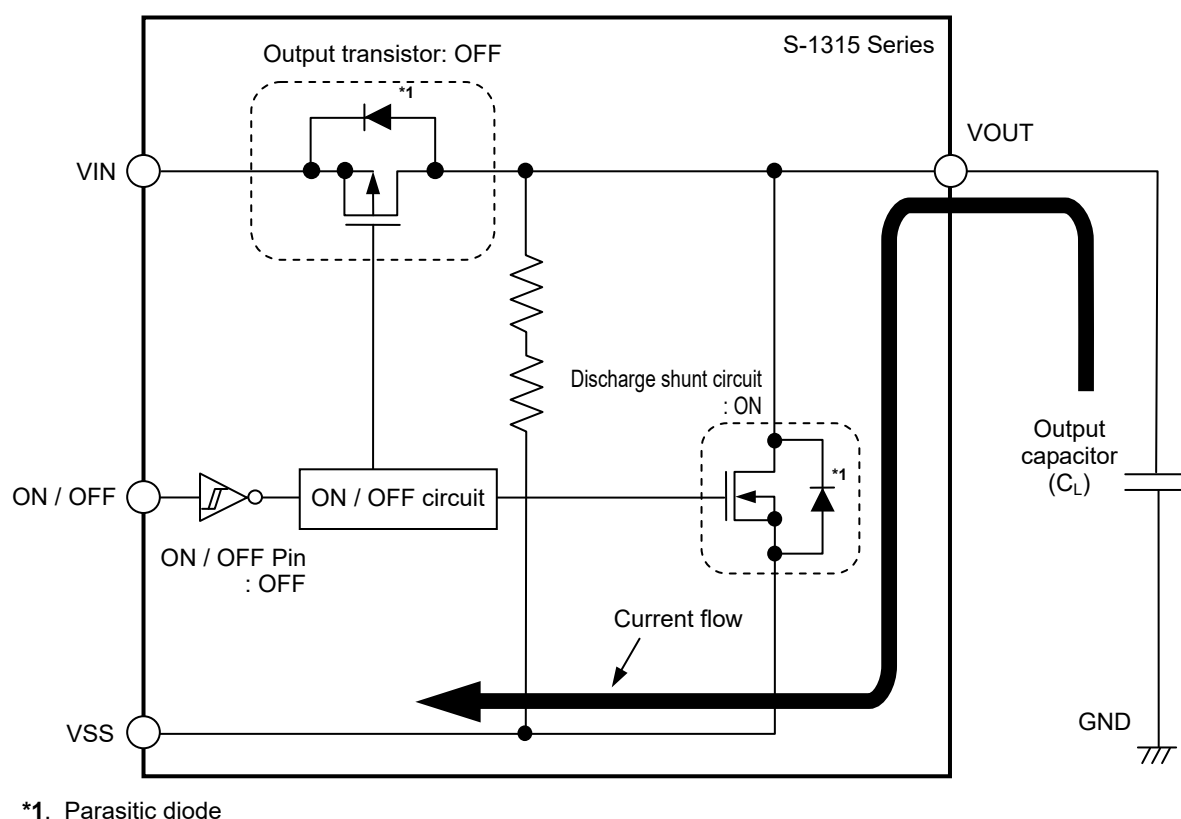 S-1315 Series
Output transistor: OFF
*1
VOUT
VIN
Discharge shunt circuit
: ON
*1
Output
capacitor
(CL)
ON / OFF
ON / OFF circuit
ON / OFF Pin
: OFF
Current flow
VSS
GND
*1. Parasitic diode